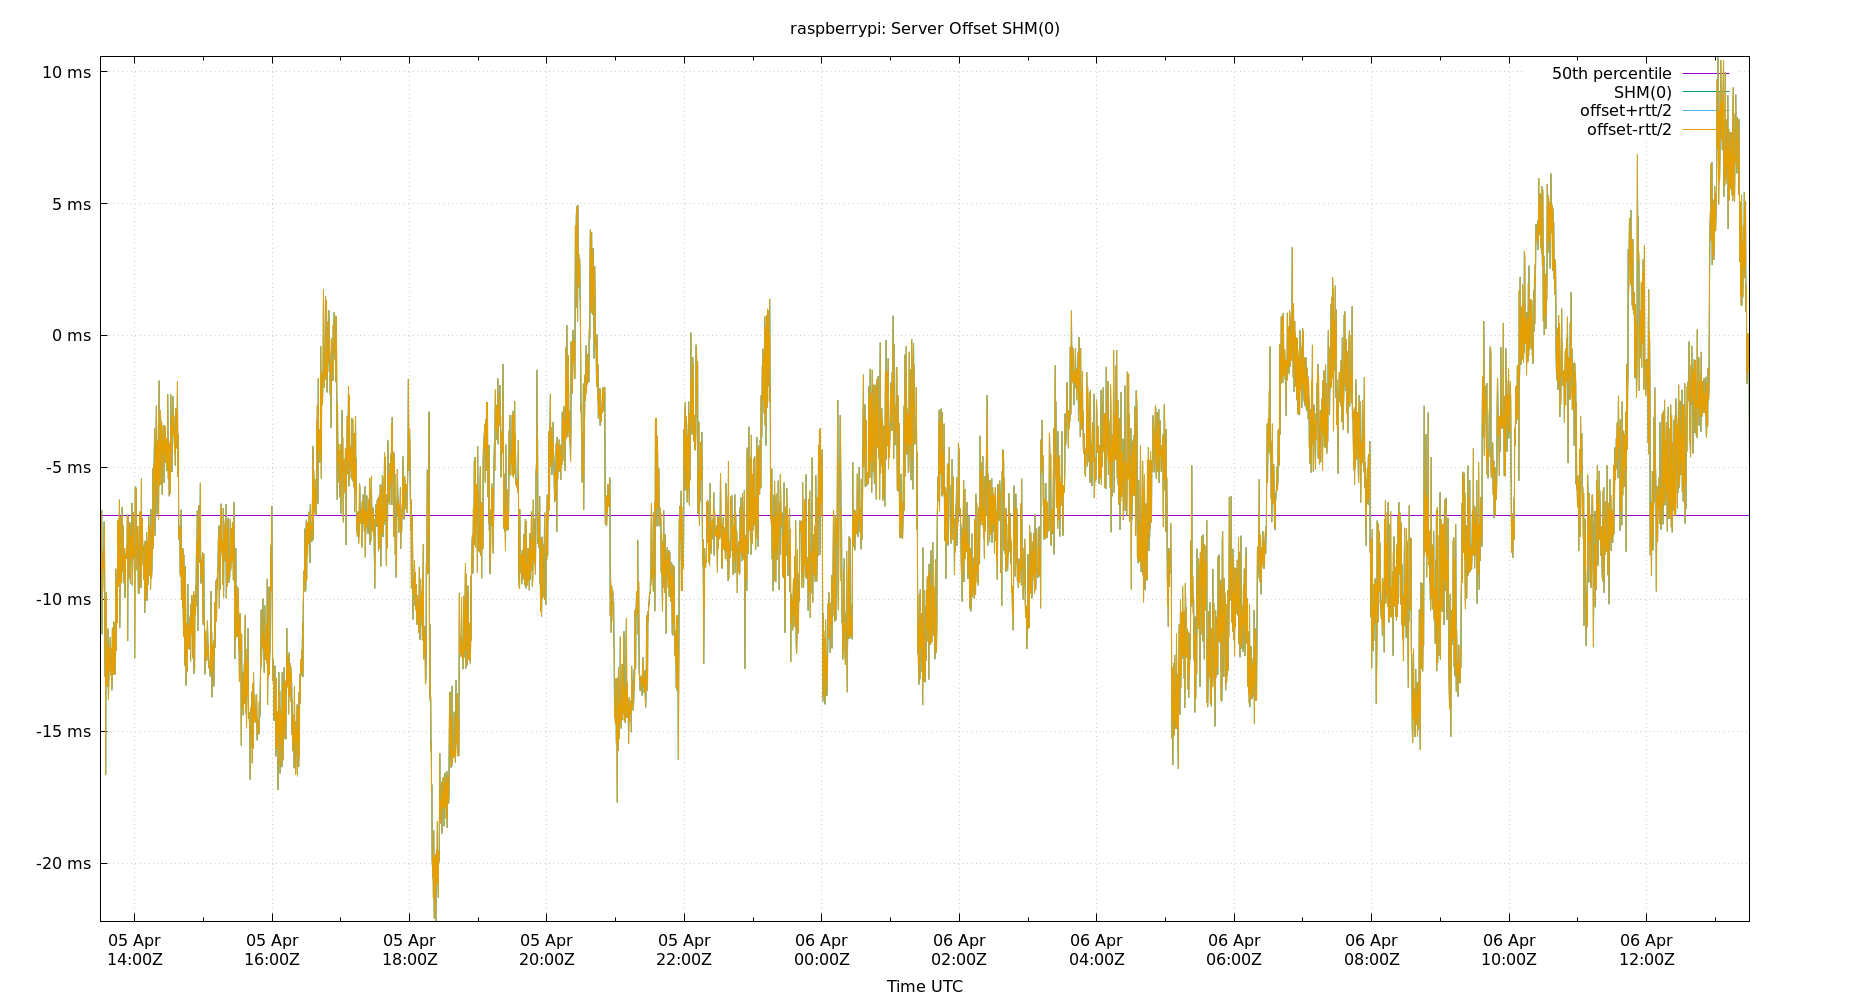 raspberrypi: Server Offset SHM(0)
10 ms
5 ms
0 ms
-5 ms
-10 ms
-15 ms
-20 ms
50th percentile
SHM(0)
offset+rtt/2
offset-rtt/2
05 Apr 05 Apr 05 Apr 05 Apr 05 Apr 06 Apr 06 Apr 06 Apr 06 Apr 06 Apr 06 Apr 06 Apr
14:00Z 16:00Z 18:00Z 20:00Z 22:00Z 00:00Z 02:00Z 04:00Z 06:00Z 08:00Z 10:00Z 12:00Z
Time UTC